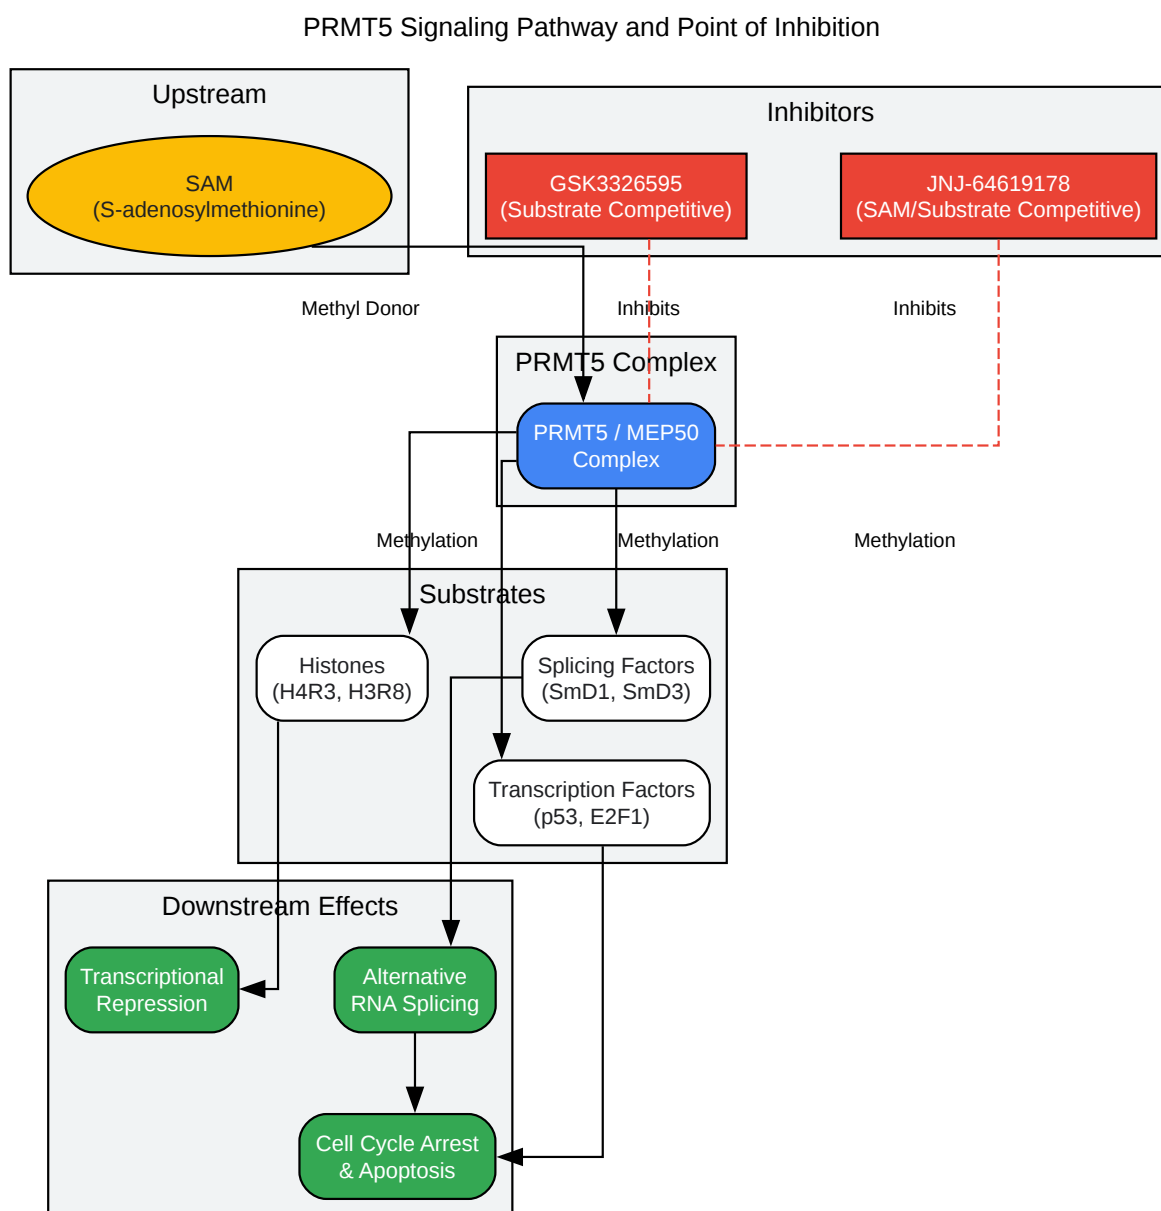 PRMT5 Signaling Pathway and Point of Inhibition
Upstream
Inhibitors
SAM
(S-adenosylmethionine)
GSK3326595
(Substrate Competitive)
JNJ-64619178
(SAM/Substrate Competitive)
Methyl Donor
Inhibits
Inhibits
PRMT5 Complex
PRMT5 / MEP50
Complex
Methylation
Methylation
Methylation
Substrates
Histones
(H4R3, H3R8)
Splicing Factors
(SmD1, SmD3)
Transcription Factors
(p53, E2F1)
Downstream Effects
Transcriptional
Repression
Alternative
RNA Splicing
Cell Cycle Arrest
& Apoptosis